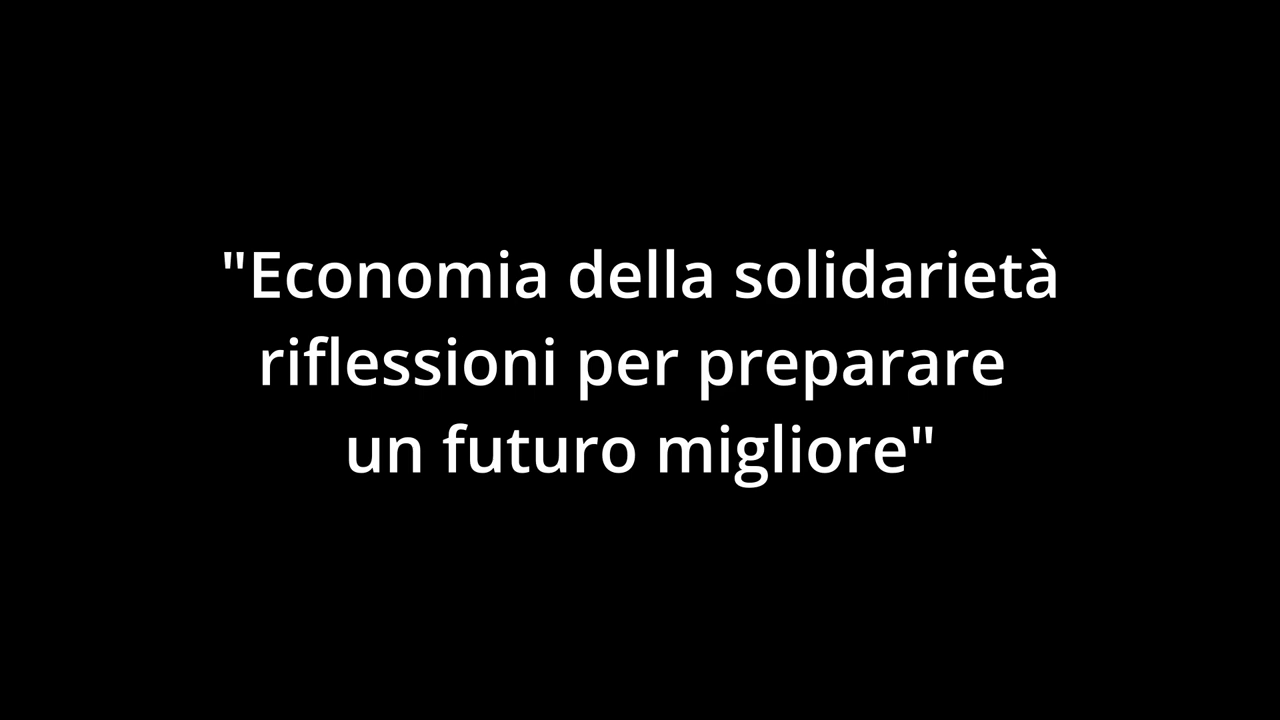 "Economia della solidarietà
riflessioni per preparare
un futuro migliore"